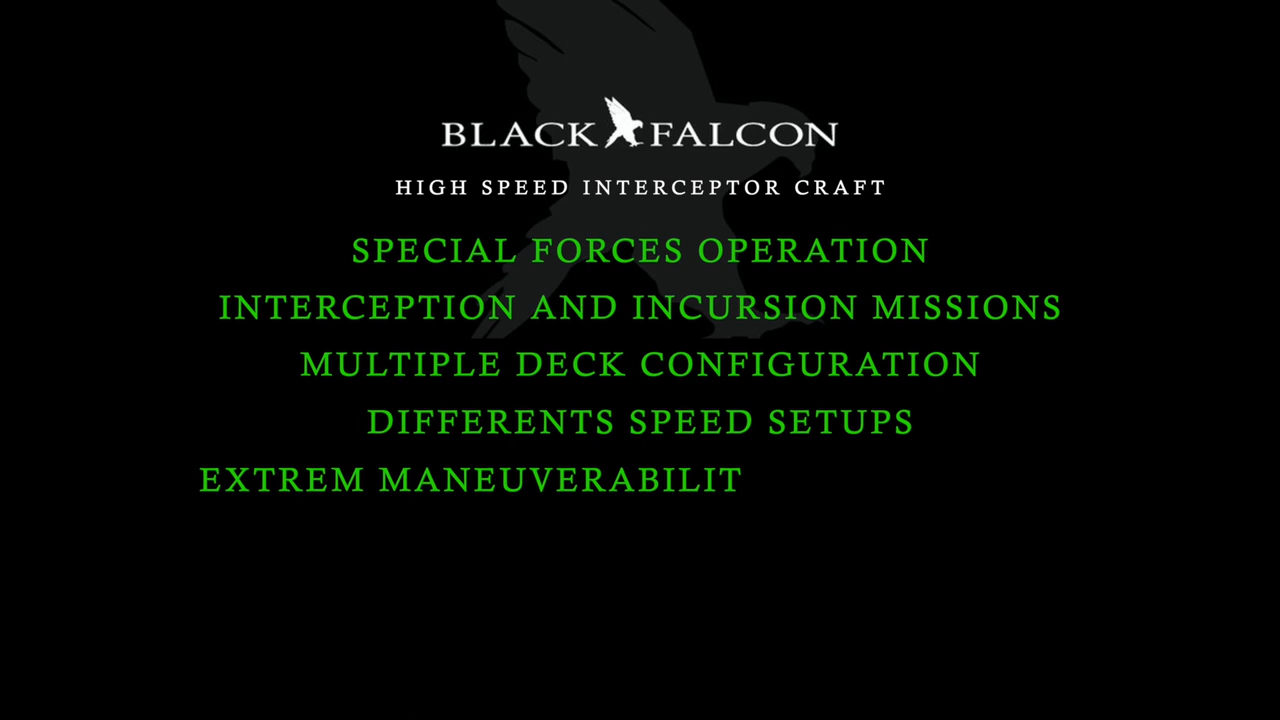 BLACK FALCON
HIGH SPEED INTERCEPTOR CRAFT
SPECIAL FORCES OPERATION
INTERCEPTION AND INCURSION MISSIONS
MULTIPLE DECK CONFIGURATION
DIFFERENTS SPEED SETUPS
EXTREM MANEUVERABILIT